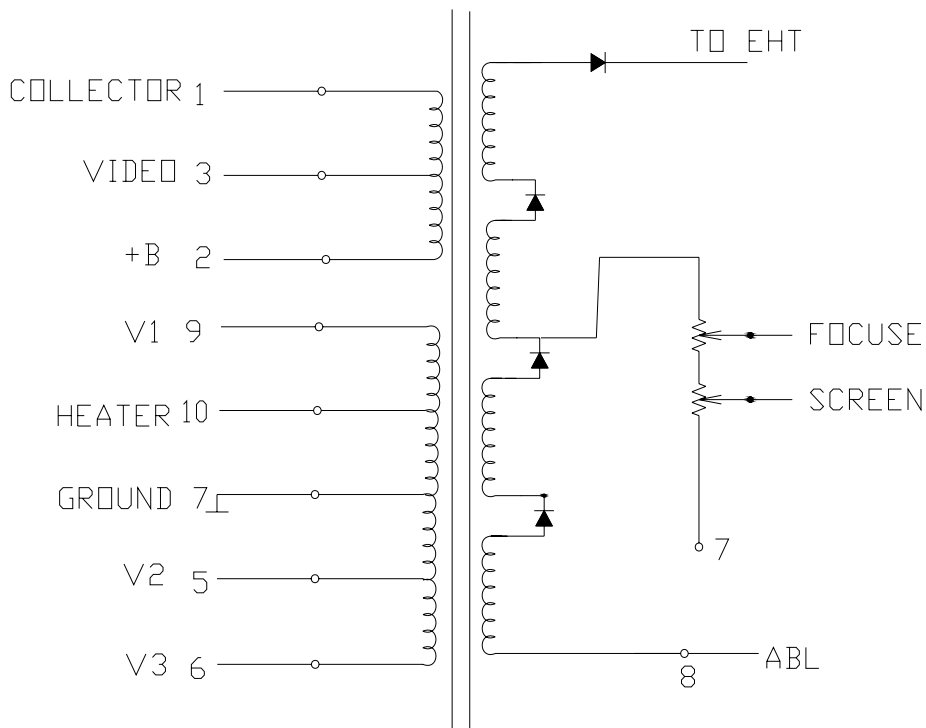 TO EHT
COLLECTOR 1
VIDEO 3
+B 2
V1 9
FOCUSE
HEATER 10
SCREEN
GROUND 7
7
V2 5
V3 6
ABL
8